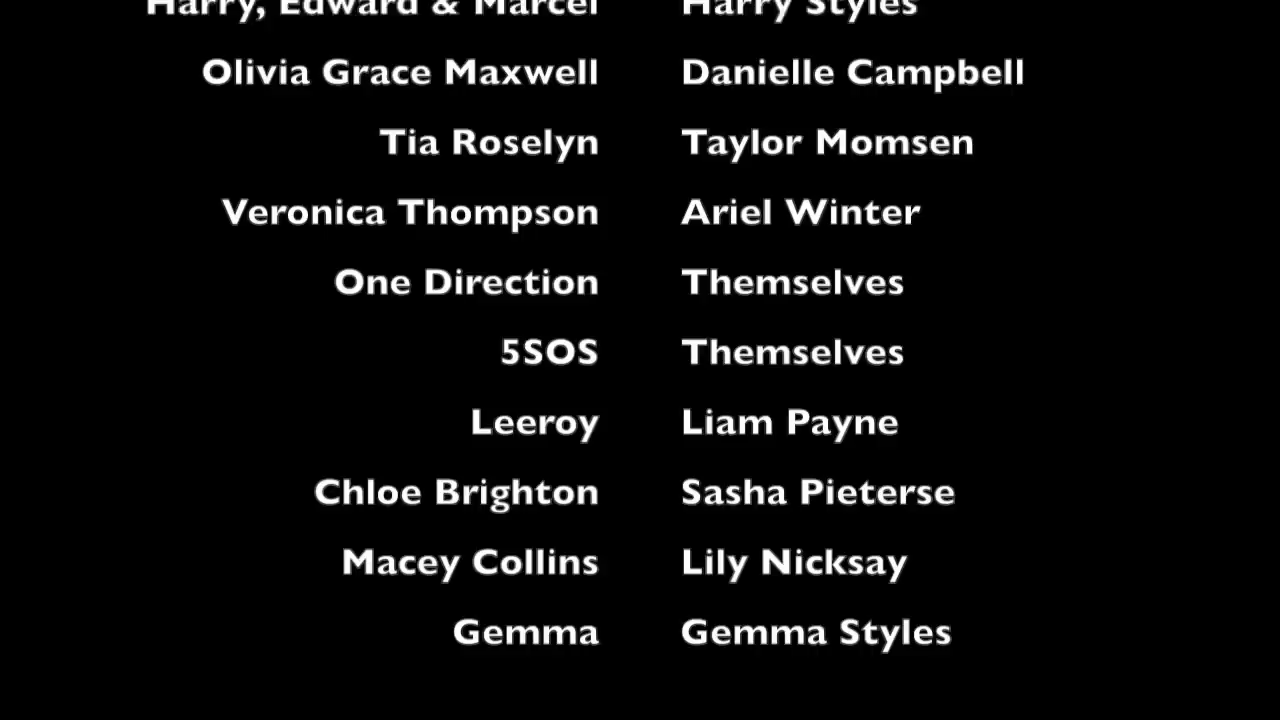 Harry, Edward & Marcel Harry Styles
Olivia Grace Maxwell Danielle Campbell
Tia Roselyn Taylor Momsen
Veronica Thompson Ariel Winter
One Direction Themselves
5SOS Themselves
Leeroy Liam Payne
Chloe Brighton Sasha Pieterse
Macey Collins Lily Nicksay
Gemma Gemma Styles